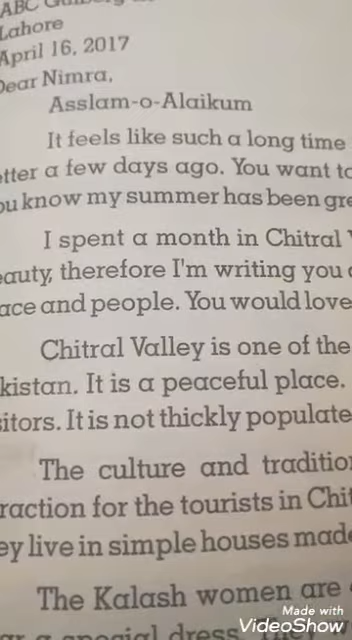 ABC
Lahore
April 16, 2017
Dear Nimra,
Asslam-o-Alaikum
It feels like such a long time
etter a few days ago. You want to
ou know my summer has been gre
I spent a month in Chitral V
eauty, therefore I'm writing you
ace and people. You would love
Chitral Valley is one of the
kistan. It is a peaceful place.
sitors. It is not thickly populate
The culture and tradition
raction for the tourists in Chit
ey live in simple houses made
The Kalash women are
special dress.
Made with
VideoShow